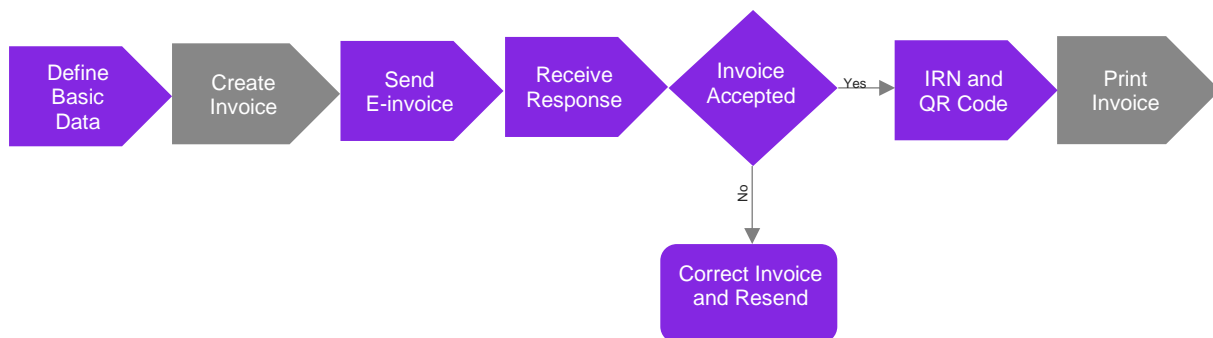 Define
Basic
Data
Create
Invoice
Send
E-invoice
Receive
Response
Invoice
Accepted
Yes
IRN and
QR Code
Print
Invoice
No
Correct Invoice
and Resend